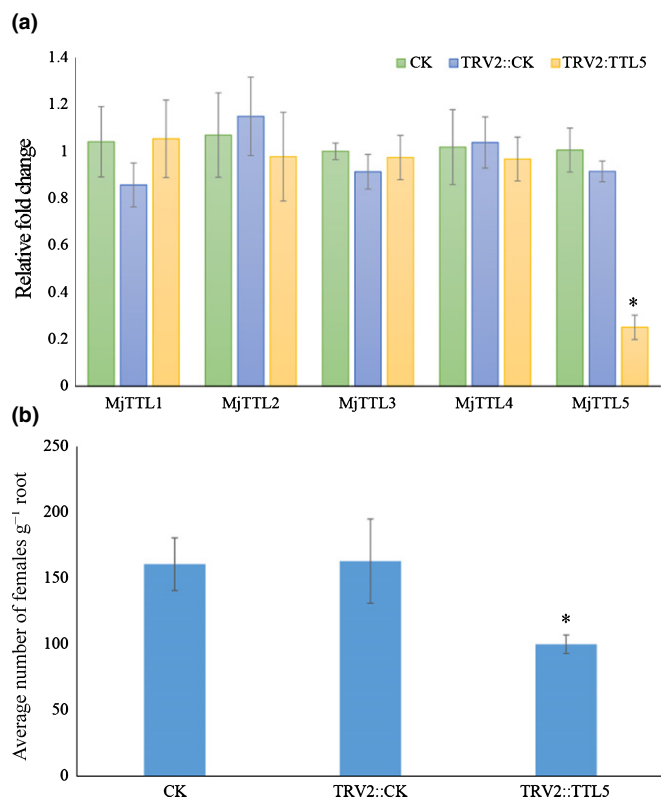 (a)
1.4
1.2
1
0.8
0.6
0.4
0.2
0
Relative fold change
CK TRV2::CK TRV2:TTL5
*
MjTTL1 MjTTL2 MjTTL3 MjTTL4 MjTTL5
(b)
250
200
150
100
50
0
Average number of females g⁻¹ root
*
CK TRV2::CK TRV2::TTL5